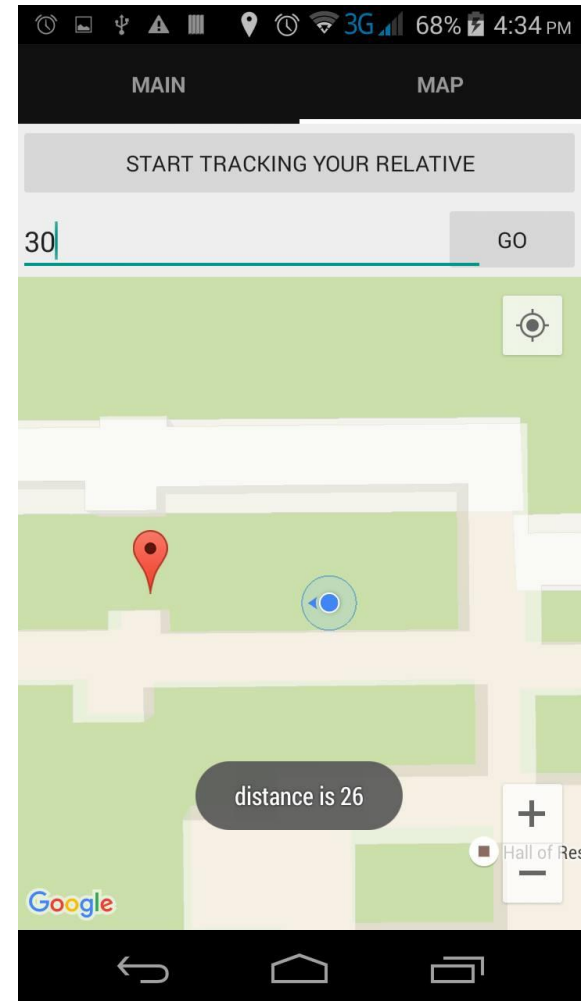 3G 68% 4:34 PM
MAIN MAP
START TRACKING YOUR RELATIVE
30 GO
distance is 26
+
Hall of Res
−
Google